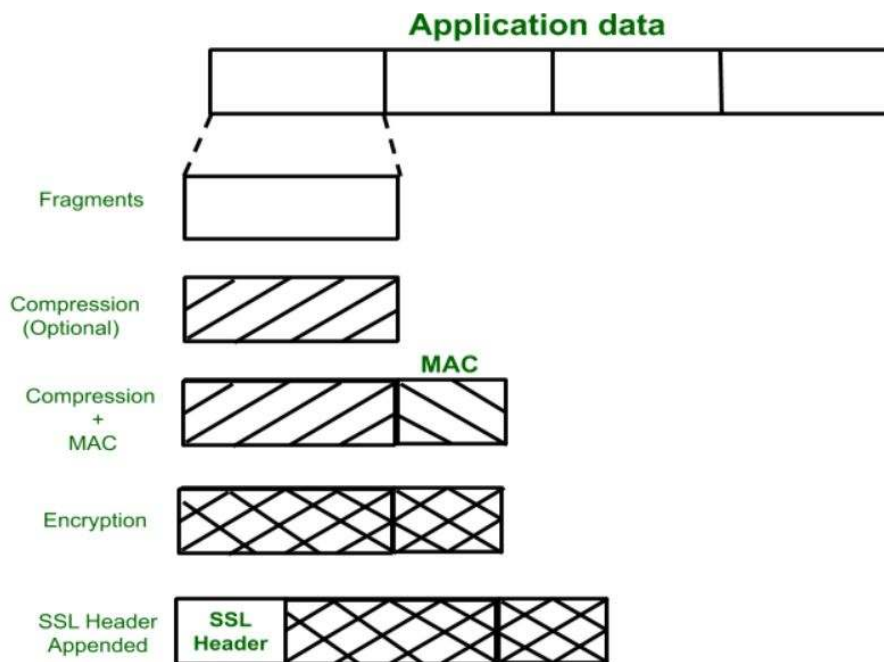 Application data
Fragments
Compression
(Optional)
MAC
Compression
+
MAC
Encryption
SSL Header
Appended
SSL
Header